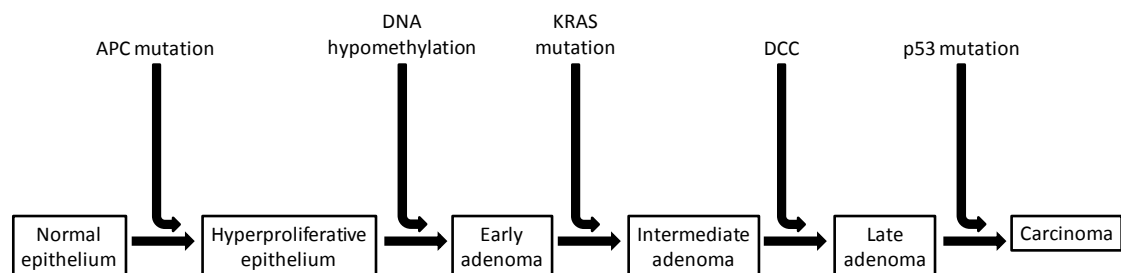 APC mutation
DNA
hypomethylation
KRAS
mutation
DCC
p53 mutation
Normal
epithelium
Hyperproliferative
epithelium
Early
adenoma
Intermediate
adenoma
Late
adenoma
Carcinoma